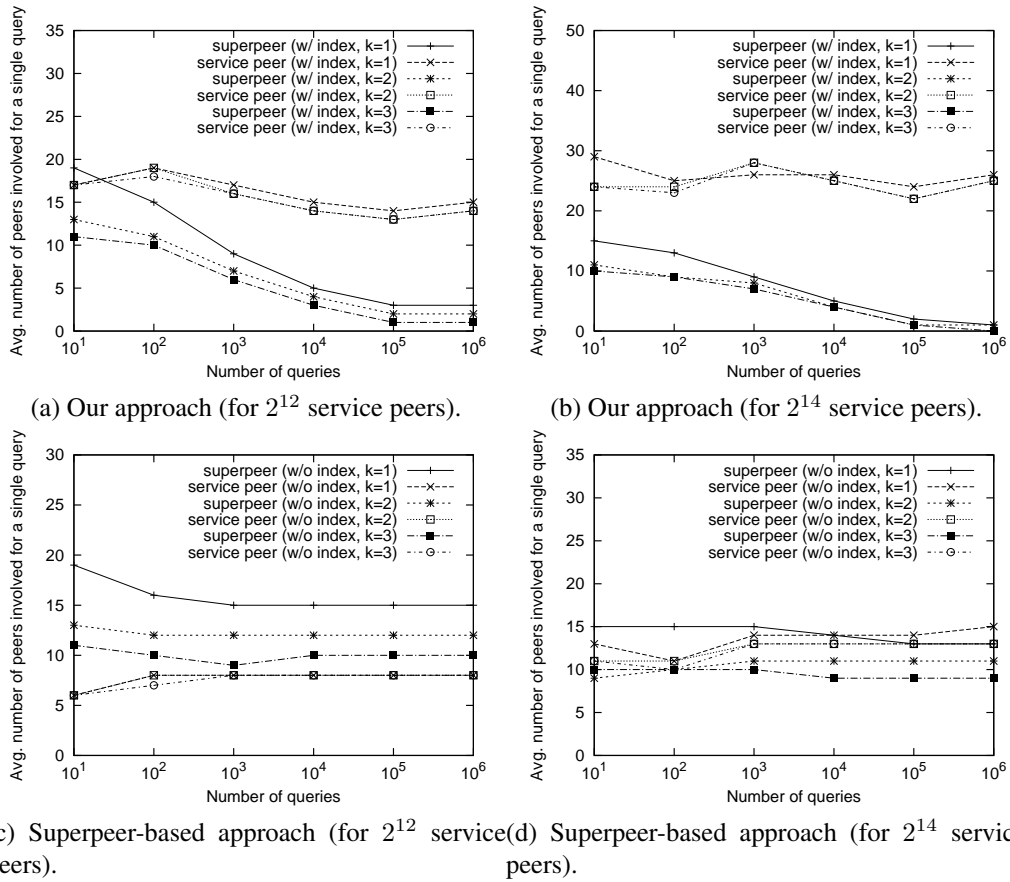 Avg. number of peers involved for a single query
35
30
25
20
15
10
5
0
superpeer (w/ index, k=1)
service peer (w/ index, k=1)
superpeer (w/ index, k=2)
service peer (w/ index, k=2)
superpeer (w/ index, k=3)
service peer (w/ index, k=3)
10^1 10^2 10^3 10^4 10^5 10^6
Number of queries
(a) Our approach (for 2^12 service peers).
Avg. number of peers involved for a single query
50
40
30
20
10
0
superpeer (w/ index, k=1)
service peer (w/ index, k=1)
superpeer (w/ index, k=2)
service peer (w/ index, k=2)
superpeer (w/ index, k=3)
service peer (w/ index, k=3)
10^1 10^2 10^3 10^4 10^5 10^6
Number of queries
(b) Our approach (for 2^14 service peers).
Avg. number of peers involved for a single query
30
25
20
15
10
5
0
superpeer (w/o index, k=1)
service peer (w/o index, k=1)
superpeer (w/o index, k=2)
service peer (w/o index, k=2)
superpeer (w/o index, k=3)
service peer (w/o index, k=3)
10^1 10^2 10^3 10^4 10^5 10^6
Number of queries
c) Superpeer-based approach (for 2^12 service
eers).
Avg. number of peers involved for a single query
35
30
25
20
15
10
5
0
superpeer (w/o index, k=1)
service peer (w/o index, k=1)
superpeer (w/o index, k=2)
service peer (w/o index, k=2)
superpeer (w/o index, k=3)
service peer (w/o index, k=3)
10^1 10^2 10^3 10^4 10^5 10^6
Number of queries
(d) Superpeer-based approach (for 2^14 servic
peers).